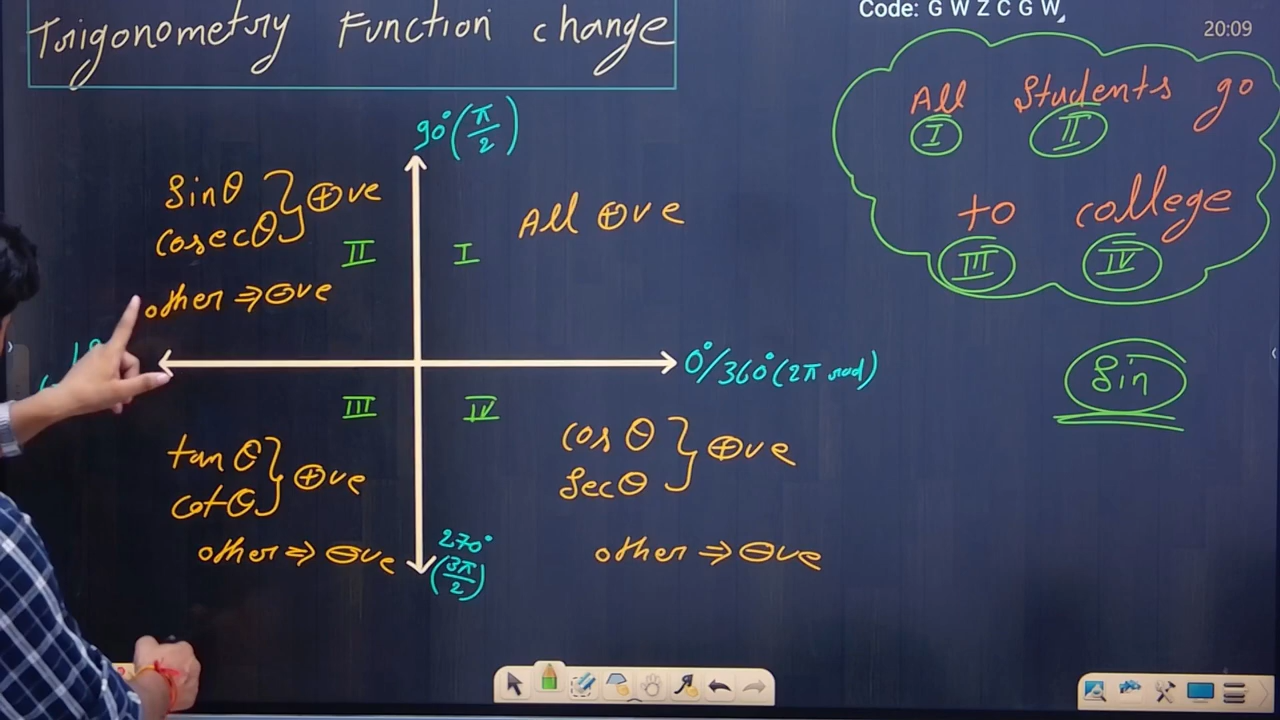 Trigonometry Function change
Code: G W Z C G W
20:09
All Students go
I II
to college
III IV
90° (π/2)
sinθ
cosecθ } ⊕ve
II
other ⇒ ⊖ve
I
All ⊕ve
0°/360° (2π rad)
sin
III
tanθ
cotθ } ⊕ve
other ⇒ ⊖ve
IV
cosθ
secθ } ⊕ve
other ⇒ ⊖ve
270°
(3π/2)